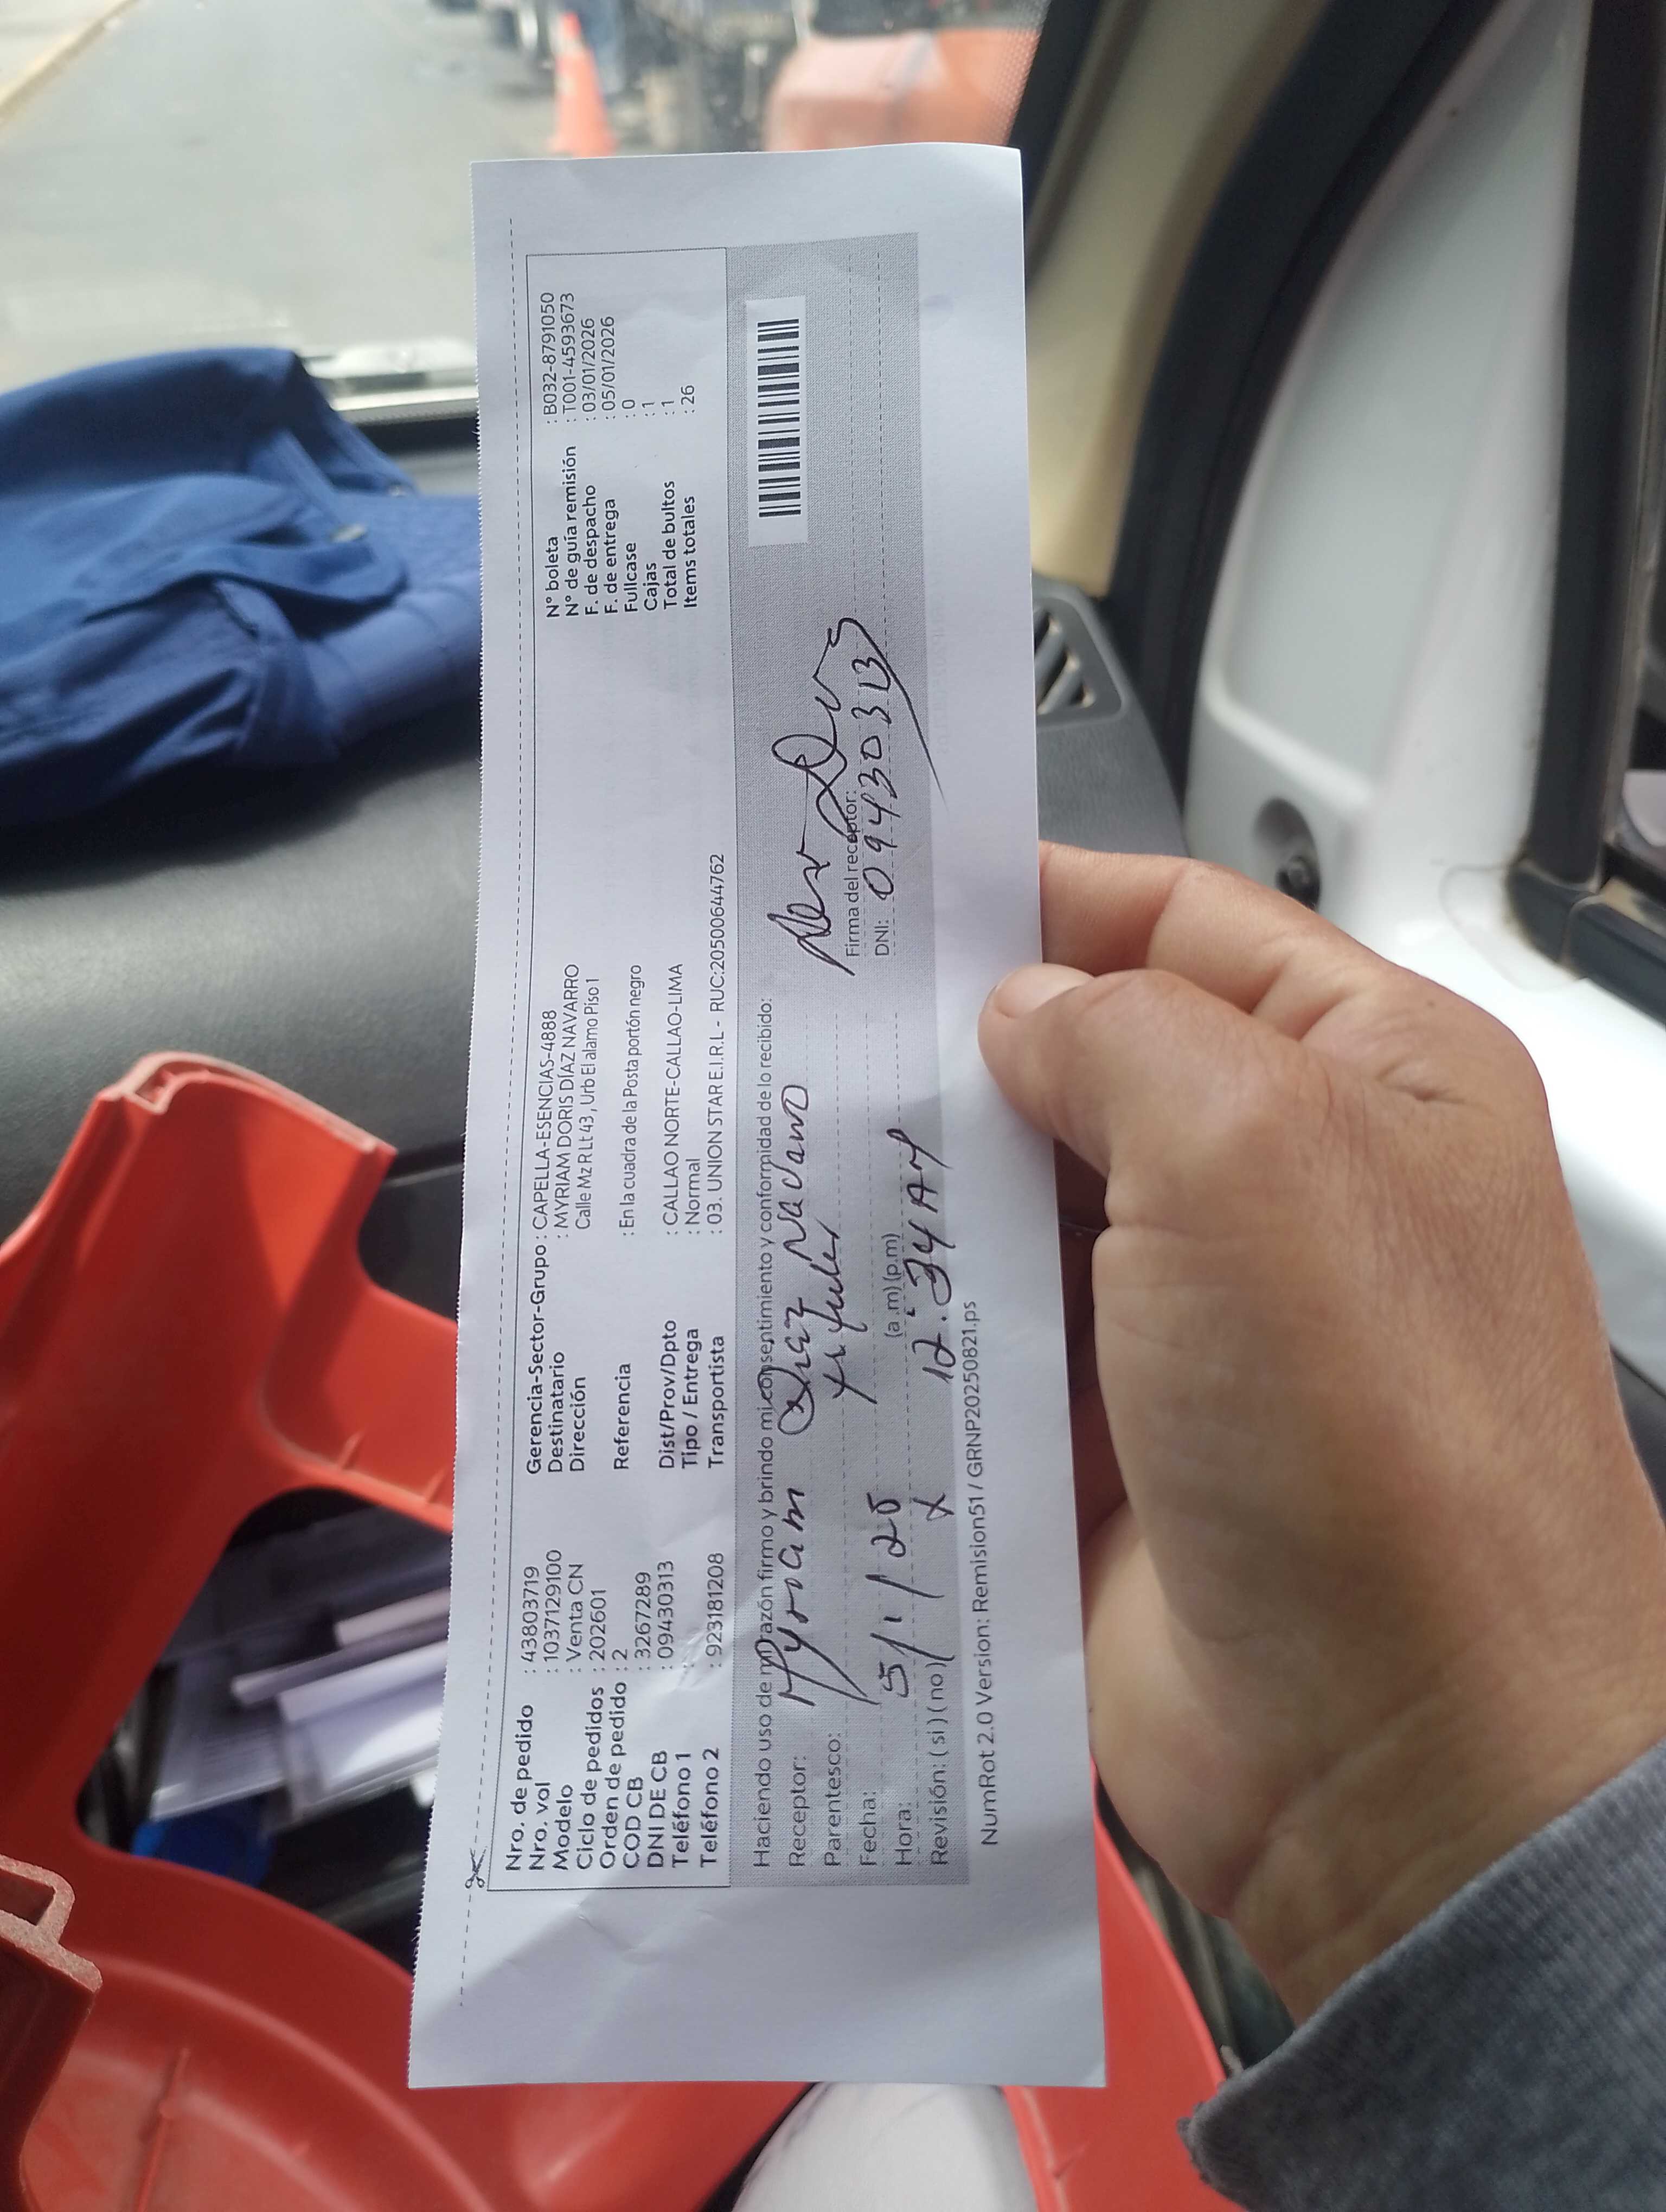 Nro. de pedido : 43803719
Nro. vol : 1037129100
Modelo : Venta CN
Ciclo de pedidos : 202601
Orden de pedido : 2
COD CB : 3267289
DNI DE CB : 09430313
Teléfono 1 :
Teléfono 2 : 923181208
Gerencia-Sector-Grupo : CAPELLA-ESENCIAS-4888
Destinatario : MYRIAM DORIS DÍAZ NAVARRO
Dirección Calle Mz R Lt 43 , Urb El alamo Piso 1
Referencia : En la cuadra de la Posta portón negro
Dist/Prov/Dpto : CALLAO NORTE-CALLAO-LIMA
Tipo / Entrega : Normal
Transportista : 03. UNION STAR E.I.R.L - RUC:20500644762
N° boleta : B032-8791050
N° de guía remisión : T001-4593673
F. de despacho : 03/01/2026
F. de entrega : 05/01/2026
Fullcase : 0
Cajas : 1
Total de bultos : 1
Items totales : 26
Haciendo uso de mi razón firmo y brindo mi consentimiento y conformidad de lo recibido:
Receptor: Myriam Diaz Navarro
Parentesco: titular
Fecha: 5/1/25
Hora: (a .m) (p.m) 12:34 AM
Revisión: ( si ) ( no ) X
Firma del receptor:
DNI: 09430313
NumRot 2.0 Version: Remision51 / GRNP20250821.ps